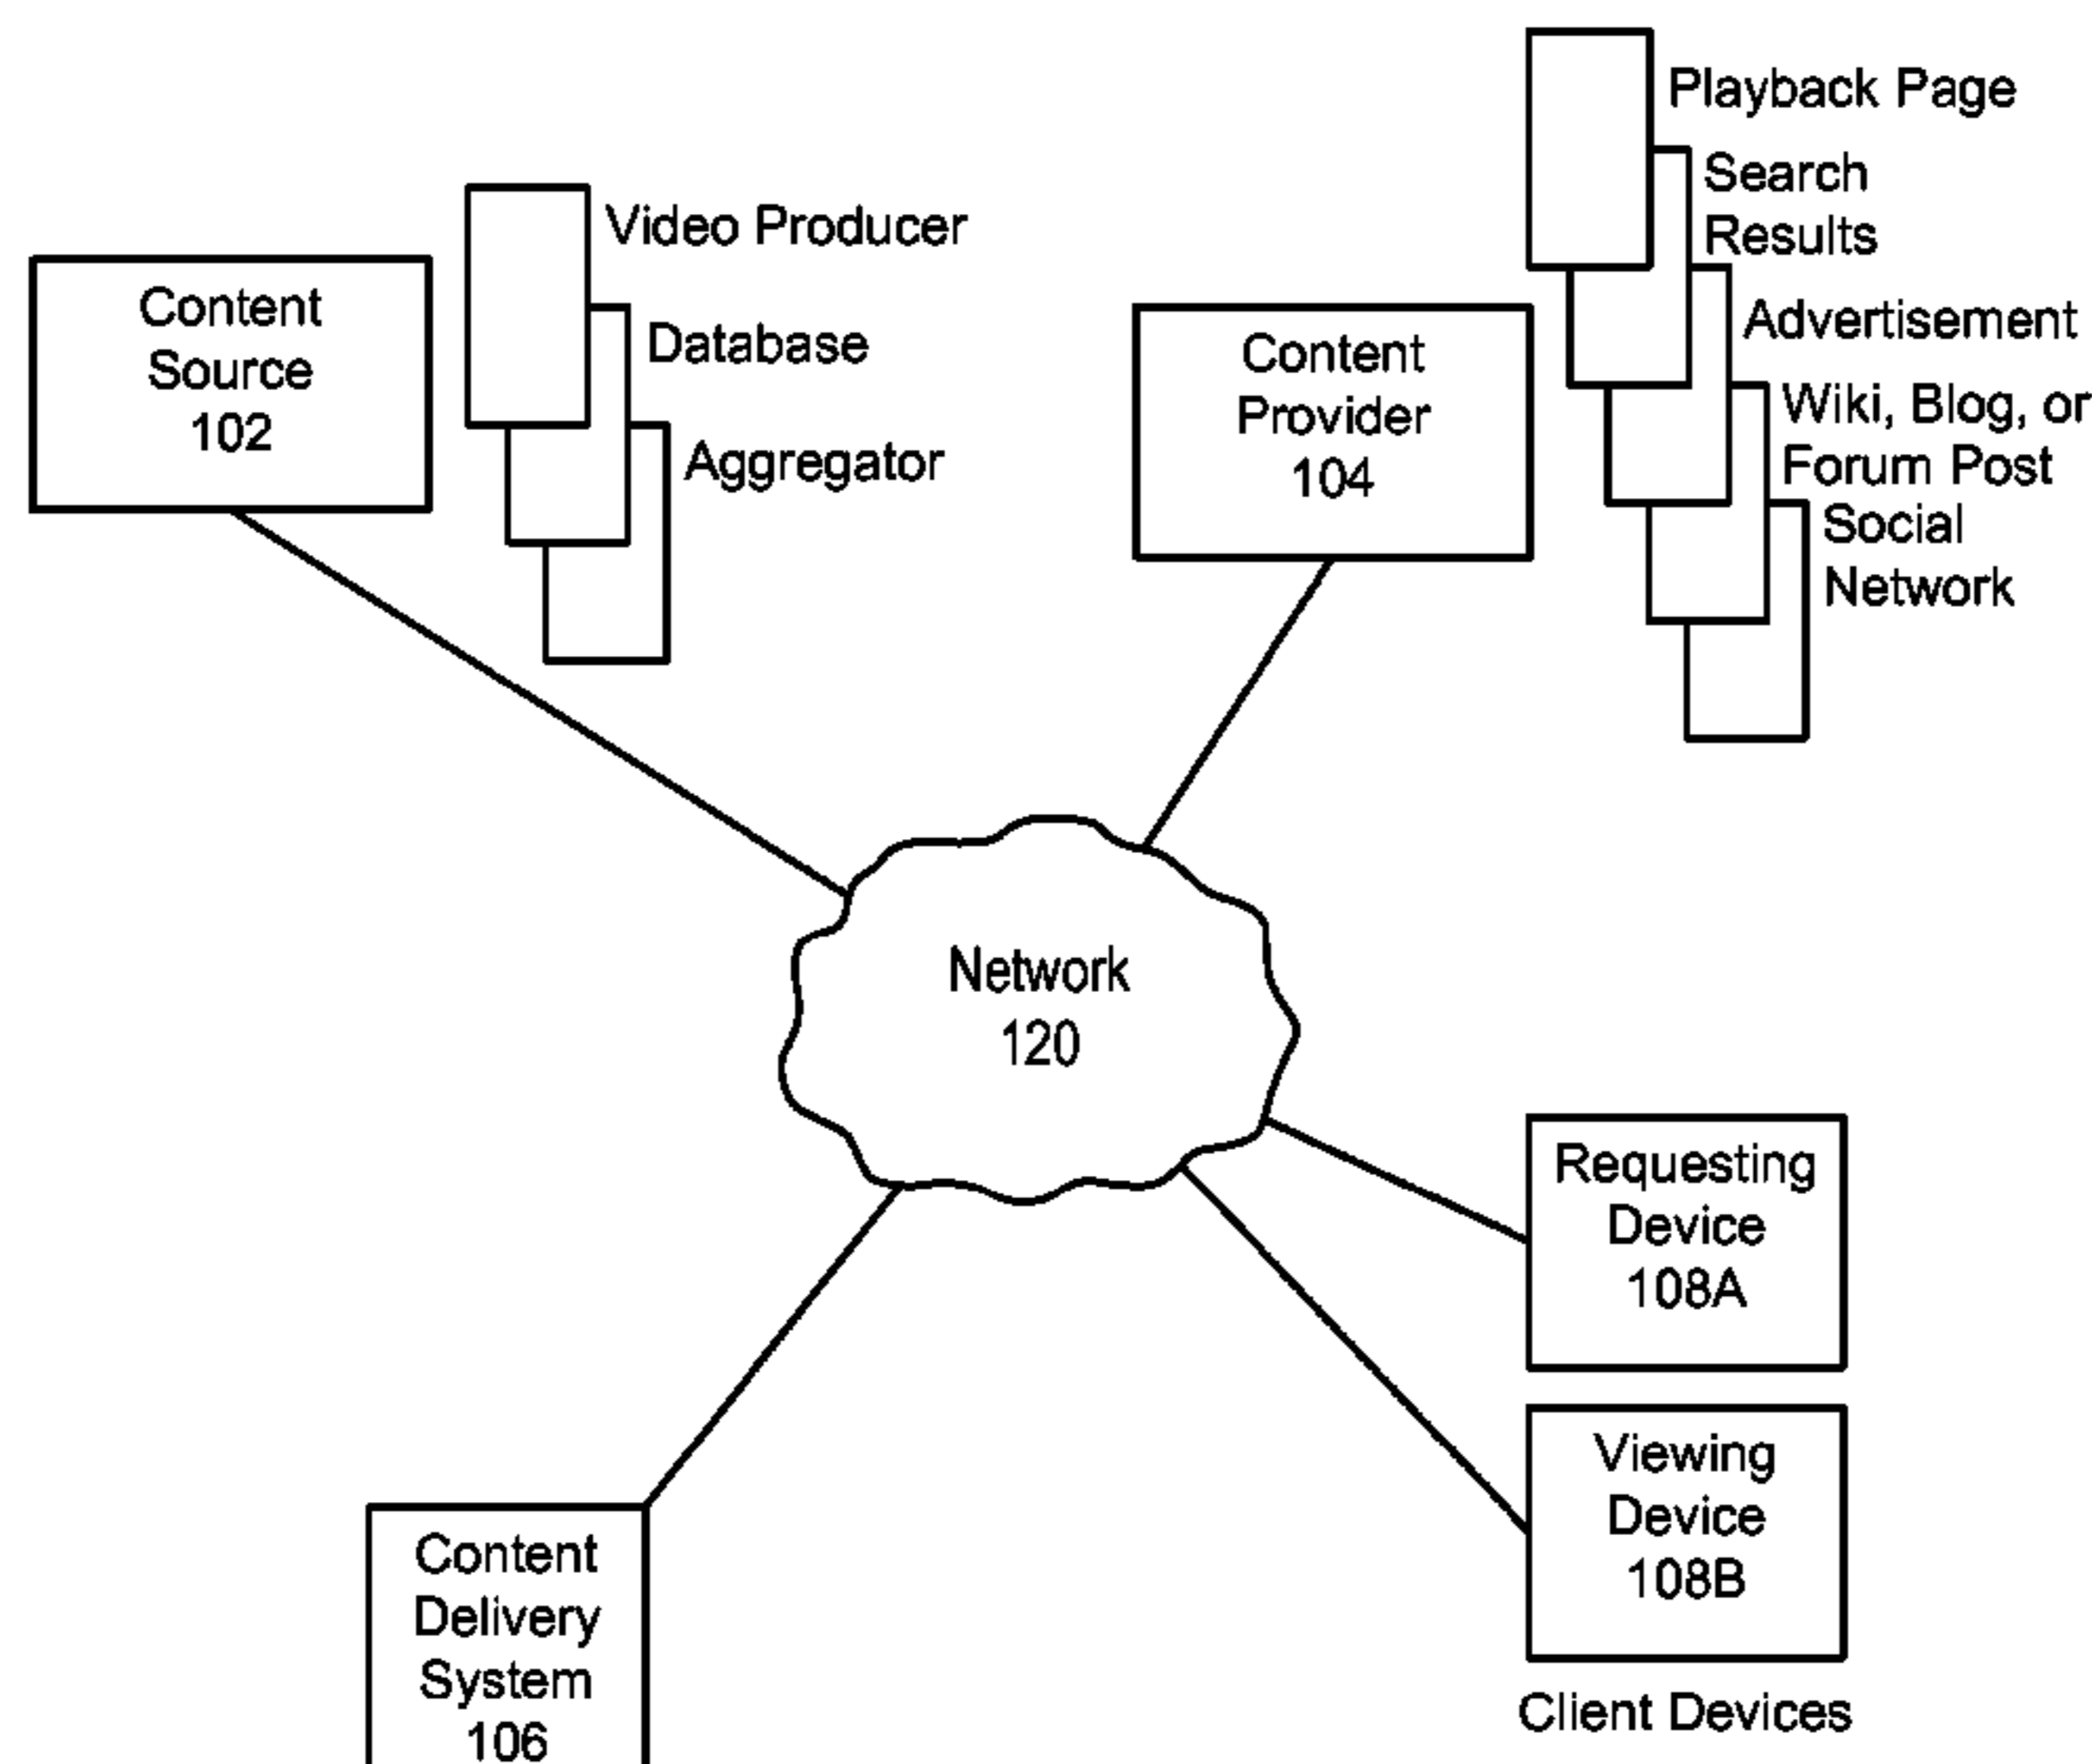 Playback Page
Search
Results
Advertisement
Wiki, Blog, or
Forum Post
Social
Network
Video Producer
Database
Aggregator
Content
Source
102
Content
Provider
104
Network
120
Requesting
Device
108A
Viewing
Device
108B
Client Devices
Content
Delivery
System
106